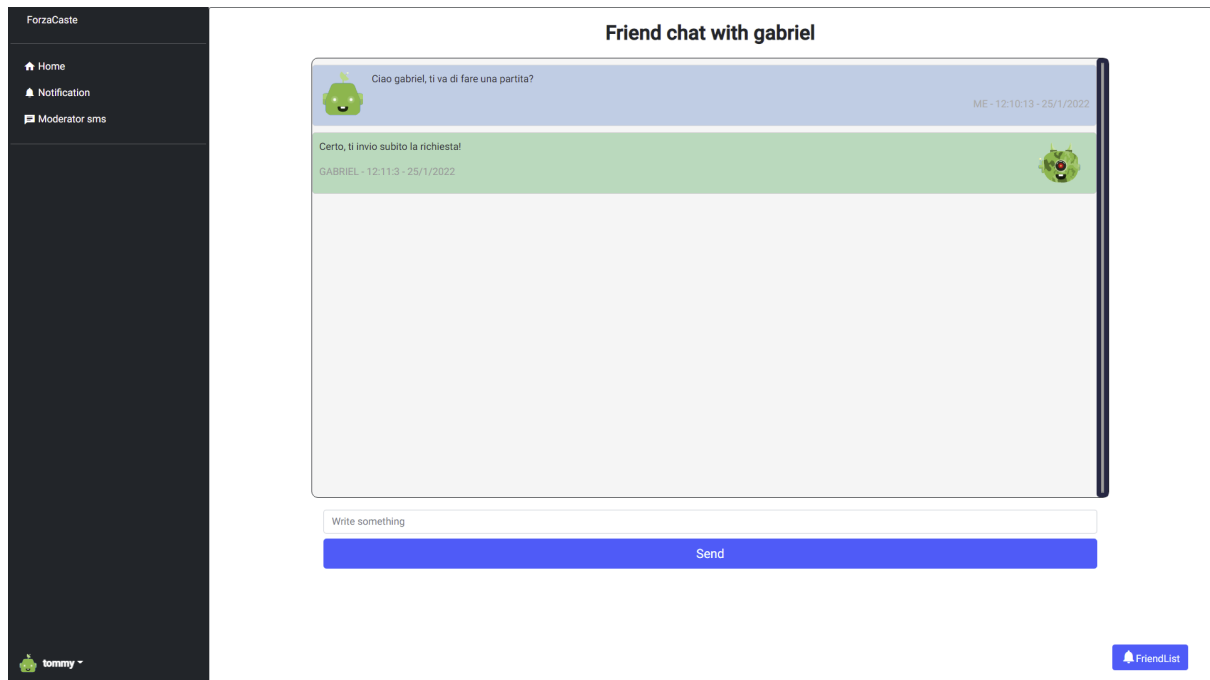 ForzaCaste
Home
Notification
Moderator sms
Friend chat with gabriel
Ciao gabriel, ti va di fare una partita?
ME - 12:10:13 - 25/1/2022
Certo, ti invio subito la richiesta!
GABRIEL - 12:11:3 - 25/1/2022
Write something
Send
tommy
FriendList